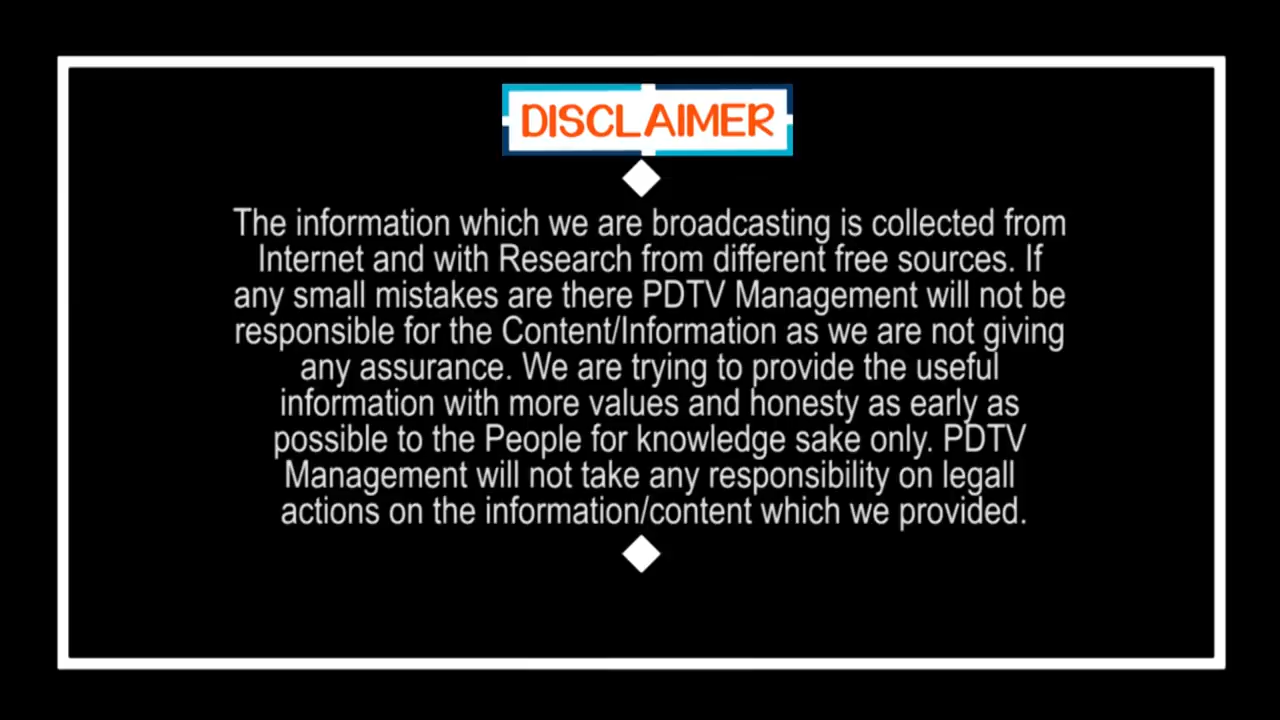 DISCLAIMER
The information which we are broadcasting is collected from
Internet and with Research from different free sources. If
any small mistakes are there PDTV Management will not be
responsible for the Content/Information as we are not giving
any assurance. We are trying to provide the useful
information with more values and honesty as early as
possible to the People for knowledge sake only. PDTV
Management will not take any responsibility on legall
actions on the information/content which we provided.